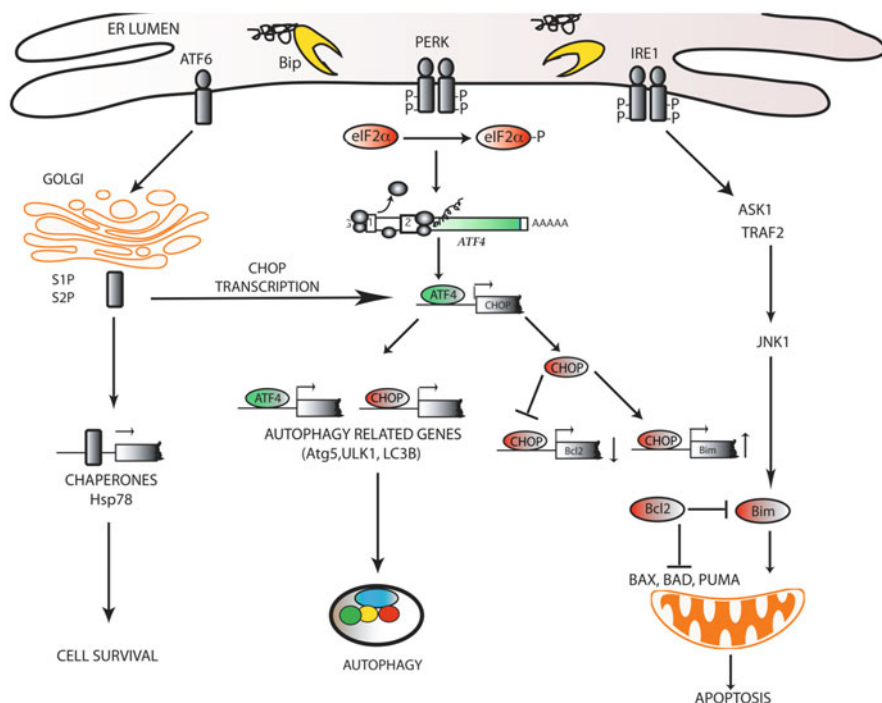 ER LUMEN
ATF6
Bip
PERK
IRE1
P P
P P
P P
P P
eIF2α
eIF2α-P
GOLGI
1
2
AAAAA
ATF4
ASK1
TRAF2
S1P
S2P
CHOP
TRANSCRIPTION
ATF4
CHOP
JNK1
CHOP
ATF4
CHOP
AUTOPHAGY RELATED GENES
(Atg5,ULK1, LC3B)
CHOP
Bcl2
CHOP
Bim
CHAPERONES
Hsp78
Bcl2
Bim
BAX, BAD, PUMA
CELL SURVIVAL
AUTOPHAGY
APOPTOSIS